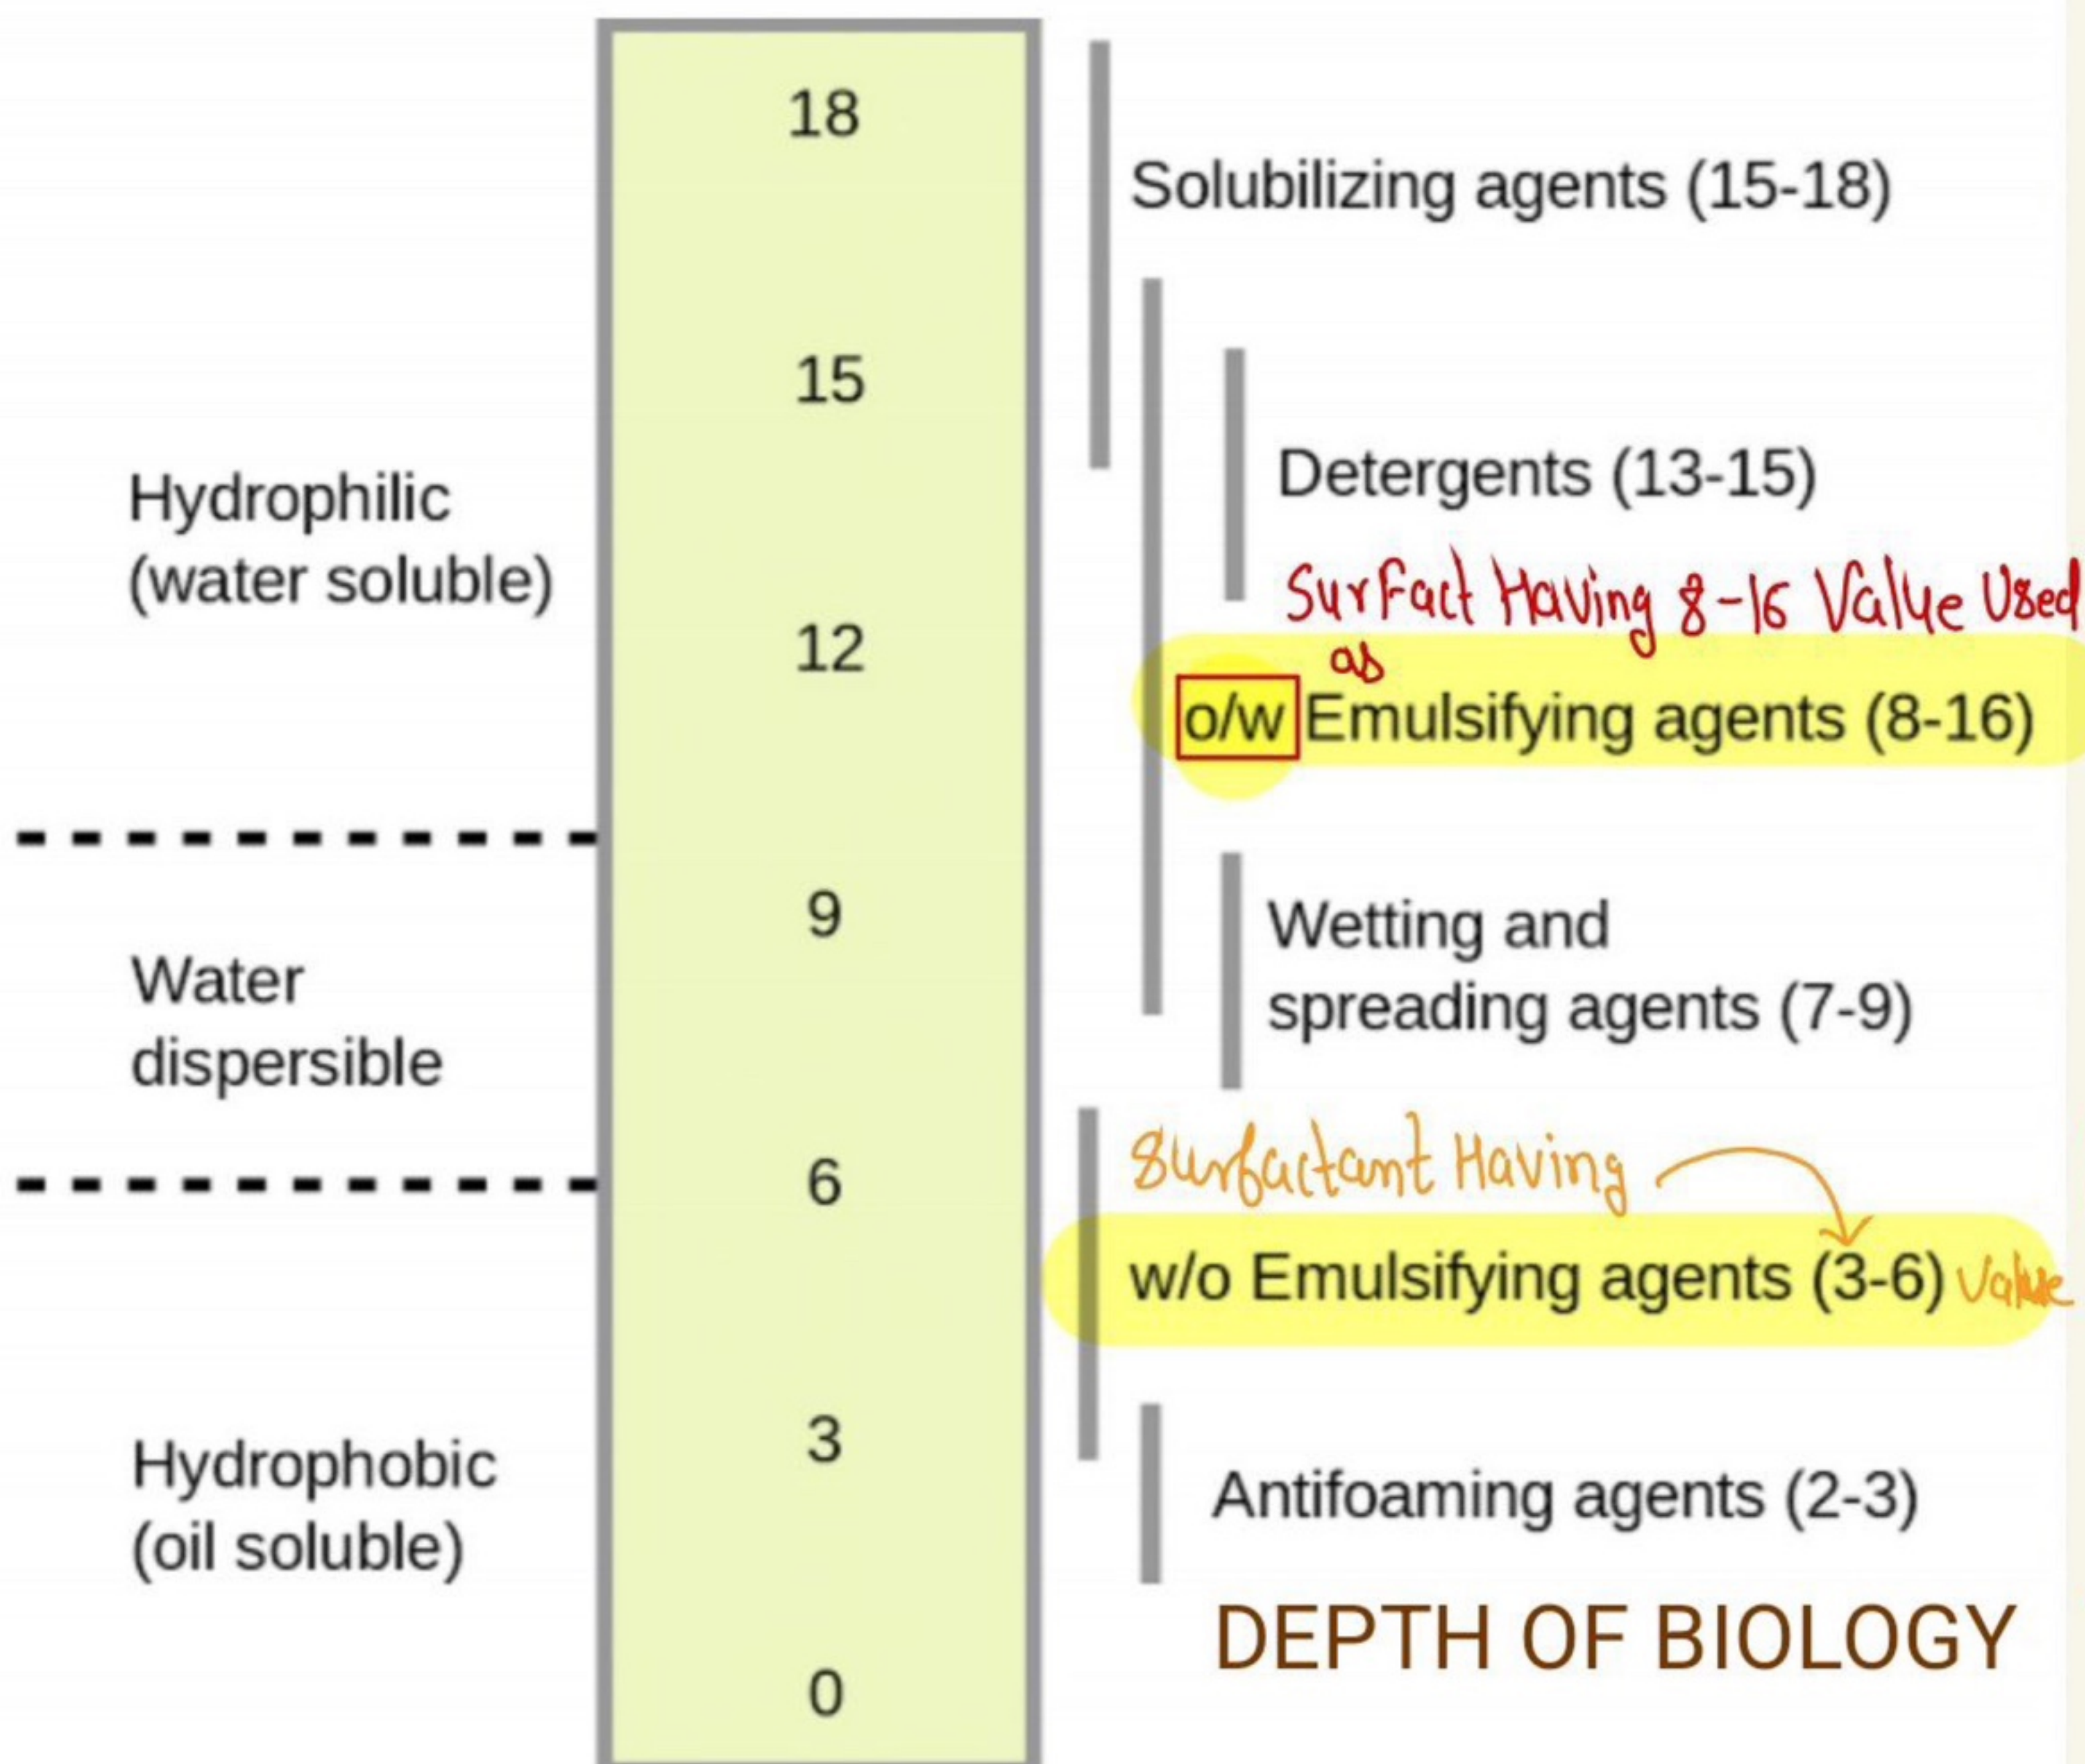 18
Solubilizing agents (15-18)
15
Detergents (13-15)
Hydrophilic
(water soluble)
Surfact Having 8-16 Value Used
as
12
o/w Emulsifying agents (8-16)
9
Wetting and
spreading agents (7-9)
Water
dispersible
Surfactant Having
6
w/o Emulsifying agents (3-6) Value
3
Hydrophobic
(oil soluble)
Antifoaming agents (2-3)
DEPTH OF BIOLOGY
0